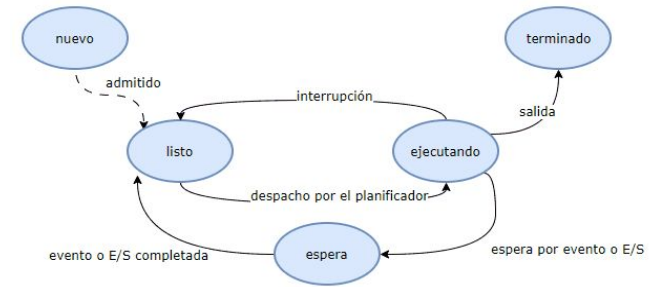 nuevo
terminado
admitido
interrupción
salida
listo
ejecutando
despacho por el planificador
espera
evento o E/S completada
espera por evento o E/S